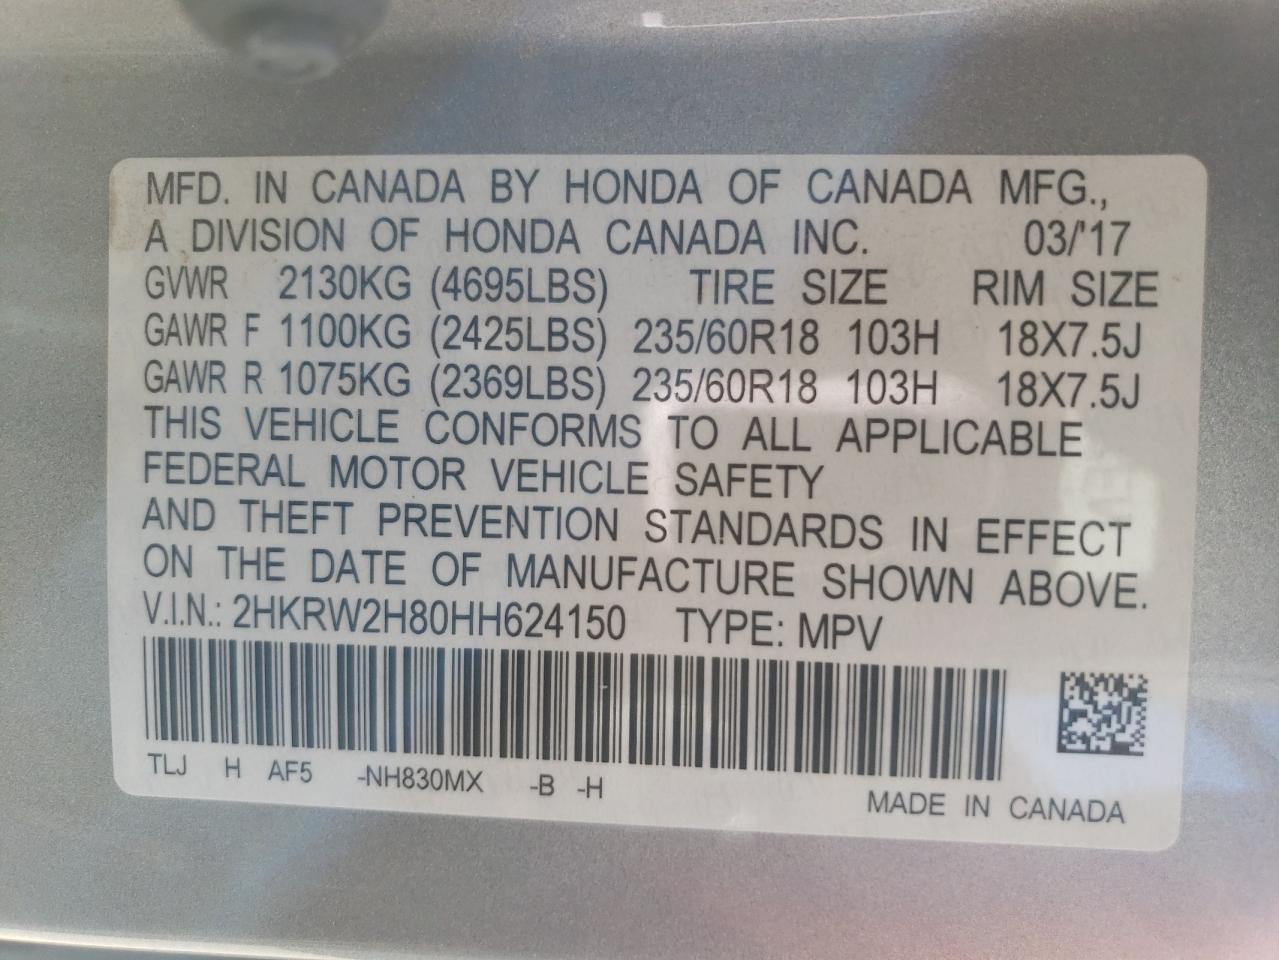 MFD. IN CANADA BY HONDA OF CANADA MFG.,
A DIVISION OF HONDA CANADA INC. 03/'17
GVWR 2130KG (4695LBS) TIRE SIZE RIM SIZE
GAWR F 1100KG (2425LBS) 235/60R18 103H 18X7.5J
GAWR R 1075KG (2369LBS) 235/60R18 103H 18X7.5J
THIS VEHICLE CONFORMS TO ALL APPLICABLE
FEDERAL MOTOR VEHICLE SAFETY
AND THEFT PREVENTION STANDARDS IN EFFECT
ON THE DATE OF MANUFACTURE SHOWN ABOVE.
V.I.N.: 2HKRW2H80HH624150 TYPE: MPV
TLJ H AF5 -NH830MX -B -H
MADE IN CANADA